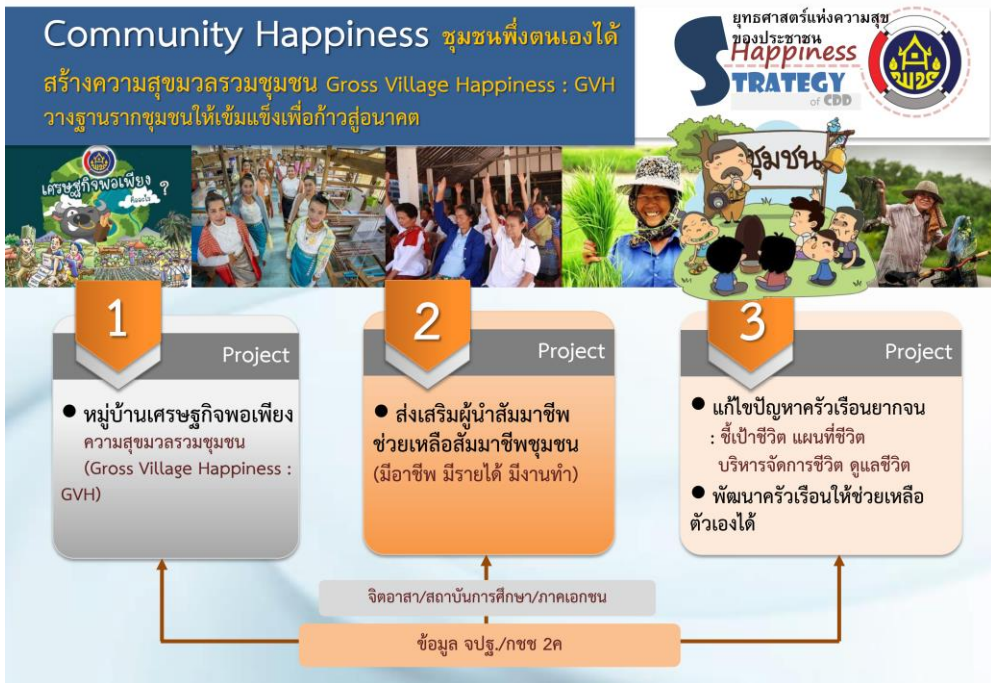 Community Happiness ชุมชนพึ่งตนเองได้
สร้างความสุขมวลรวมชุมชน Gross Village Happiness : GVH
วางฐานรากชุมชนให้เข้มแข็งเพื่อก้าวสู่อนาคต
ยุทธศาสตร์แห่งความสุข
ของประชาชน
Happiness
STRATEGY
of CDD
พช
เศรษฐกิจพอเพียง
คืออะไร ?
ชุมชน
1
Project
● หมู่บ้านเศรษฐกิจพอเพียง
ความสุขมวลรวมชุมชน
(Gross Village Happiness :
GVH)
2
Project
● ส่งเสริมผู้นำสัมมาชีพ
ช่วยเหลือสัมมาชีพชุมชน
(มีอาชีพ มีรายได้ มีงานทำ)
3
Project
● แก้ไขปัญหาครัวเรือนยากจน
: ชี้เป้าชีวิต แผนที่ชีวิต
บริหารจัดการชีวิต ดูแลชีวิต
● พัฒนาครัวเรือนให้ช่วยเหลือ
ตัวเองได้
จิตอาสา/สถาบันการศึกษา/ภาคเอกชน
ข้อมูล จปฐ./กชช 2ค